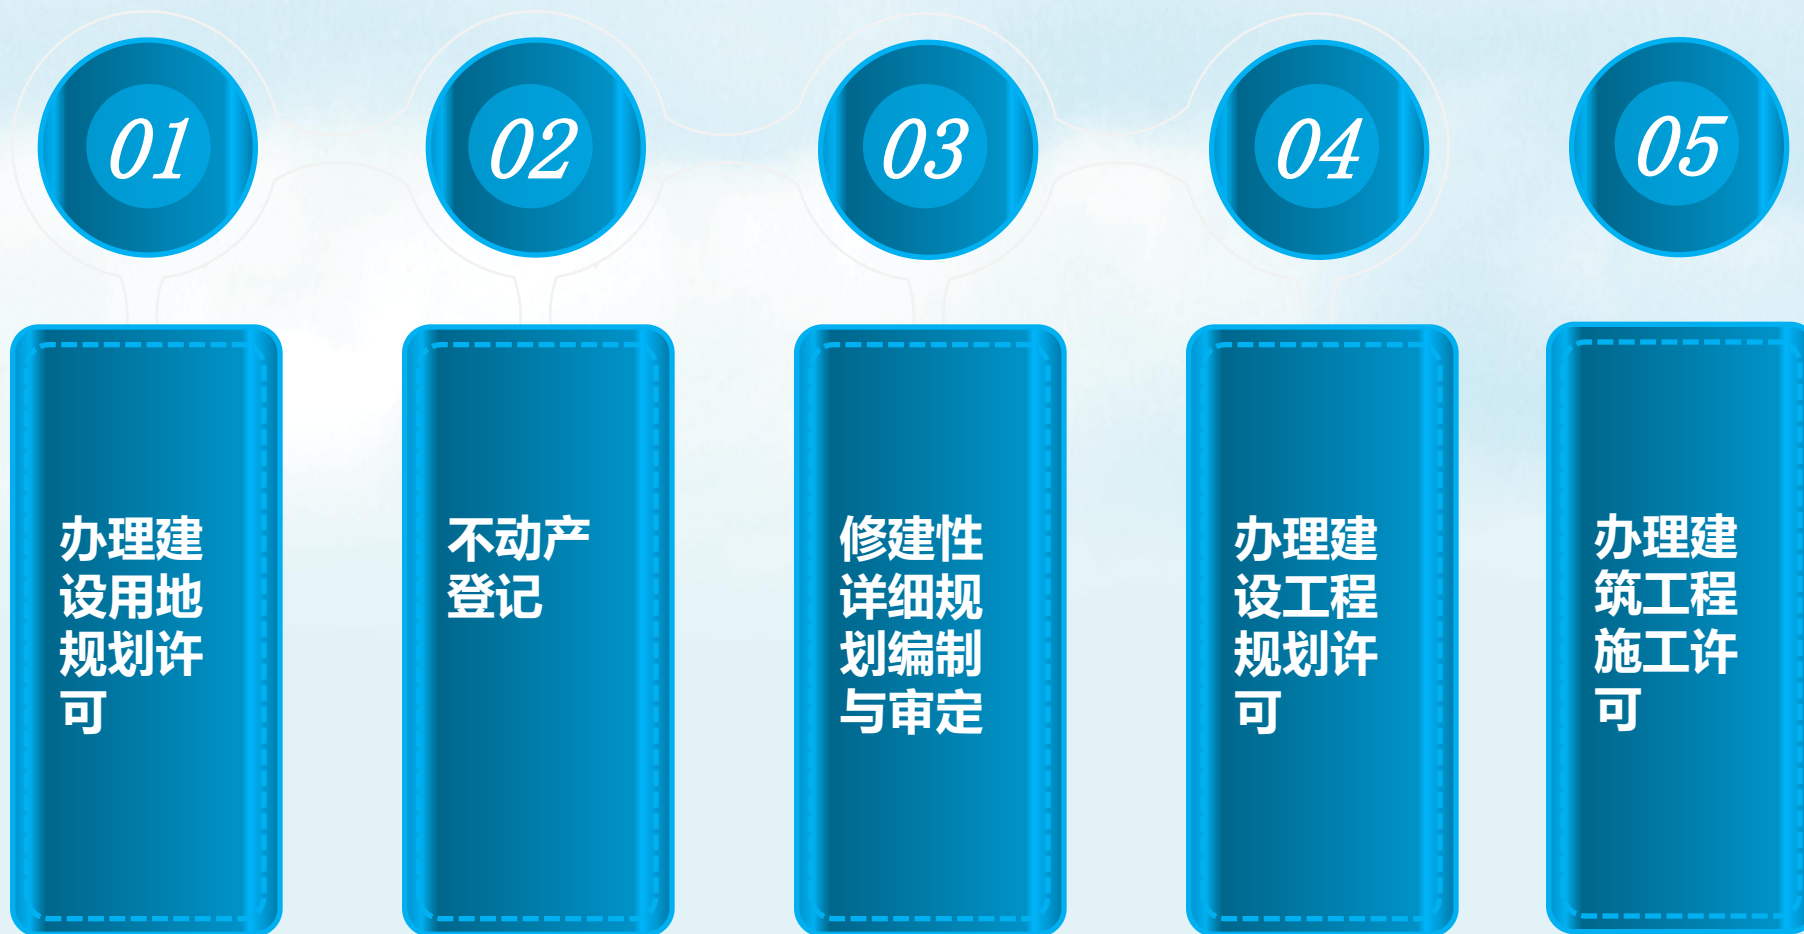 01
办理建
设用地
规划许
可
02
不动产
登记
03
修建性
详细规
划编制
与审定
04
办理建
设工程
规划许
可
05
办理建
筑工程
施工许
可